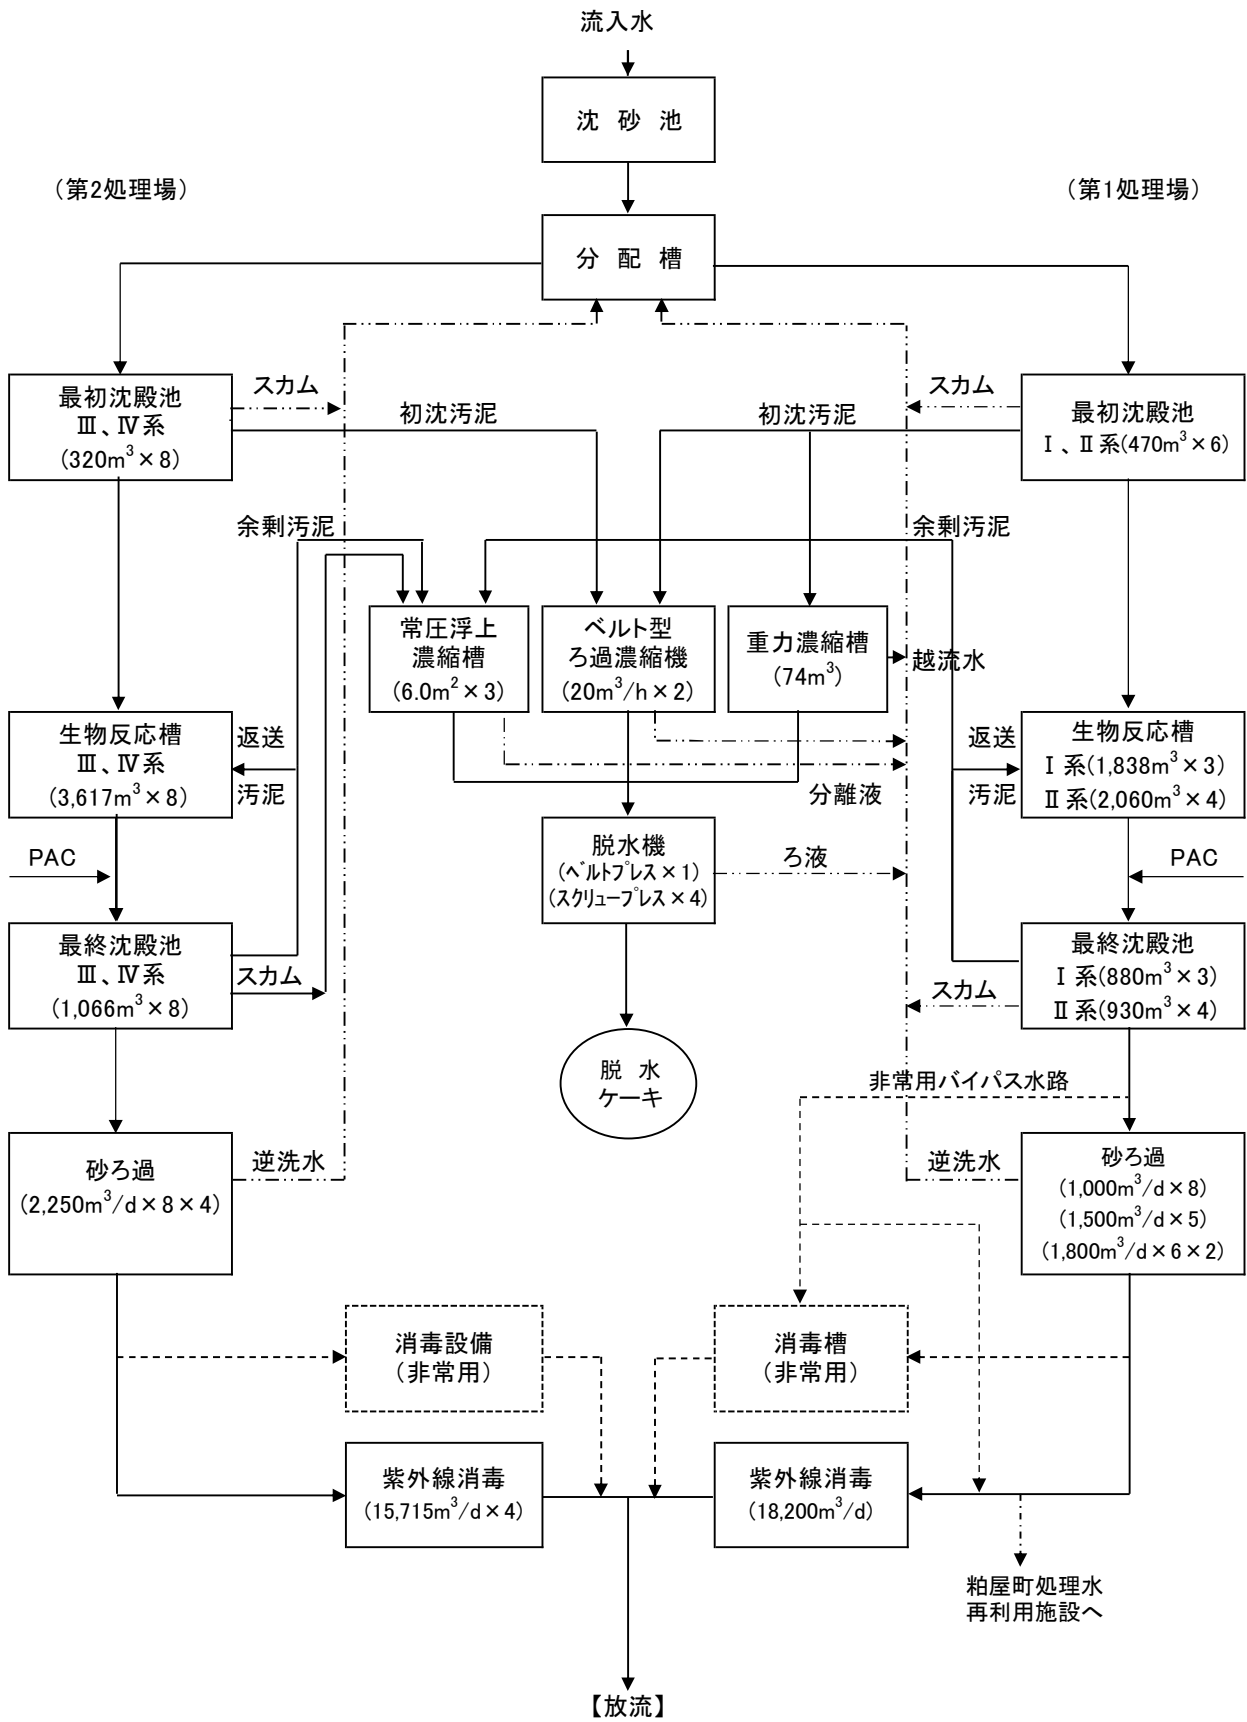 流入水
沈 砂 池
（第2処理場）
（第1処理場）
分 配 槽
最初沈殿池
Ⅲ、Ⅳ系
(320m³×8)
スカム
初沈汚泥
初沈汚泥
スカム
最初沈殿池
Ⅰ、Ⅱ系(470m³×6)
余剰汚泥
余剰汚泥
常圧浮上
濃縮槽
(6.0m²×3)
ベルト型
ろ過濃縮機
(20m³/h×2)
重力濃縮槽
(74m³)
越流水
生物反応槽
Ⅲ、Ⅳ系
(3,617m³×8)
返送
汚泥
分離液
返送
汚泥
生物反応槽
Ⅰ系(1,838m³×3)
Ⅱ系(2,060m³×4)
PAC
脱水機
(ﾍﾞﾙﾄﾌﾟﾚｽ×1)
(ｽｸﾘｭｰﾌﾟﾚｽ×4)
ろ液
PAC
最終沈殿池
Ⅲ、Ⅳ系
(1,066m³×8)
スカム
スカム
最終沈殿池
Ⅰ系(880m³×3)
Ⅱ系(930m³×4)
脱 水
ケーキ
非常用バイパス水路
砂ろ過
(2,250m³/d×8×4)
逆洗水
逆洗水
砂ろ過
(1,000m³/d×8)
(1,500m³/d×5)
(1,800m³/d×6×2)
消毒設備
（非常用）
消毒槽
（非常用）
紫外線消毒
(15,715m³/d×4)
紫外線消毒
(18,200m³/d)
粕屋町処理水
再利用施設へ
【放流】